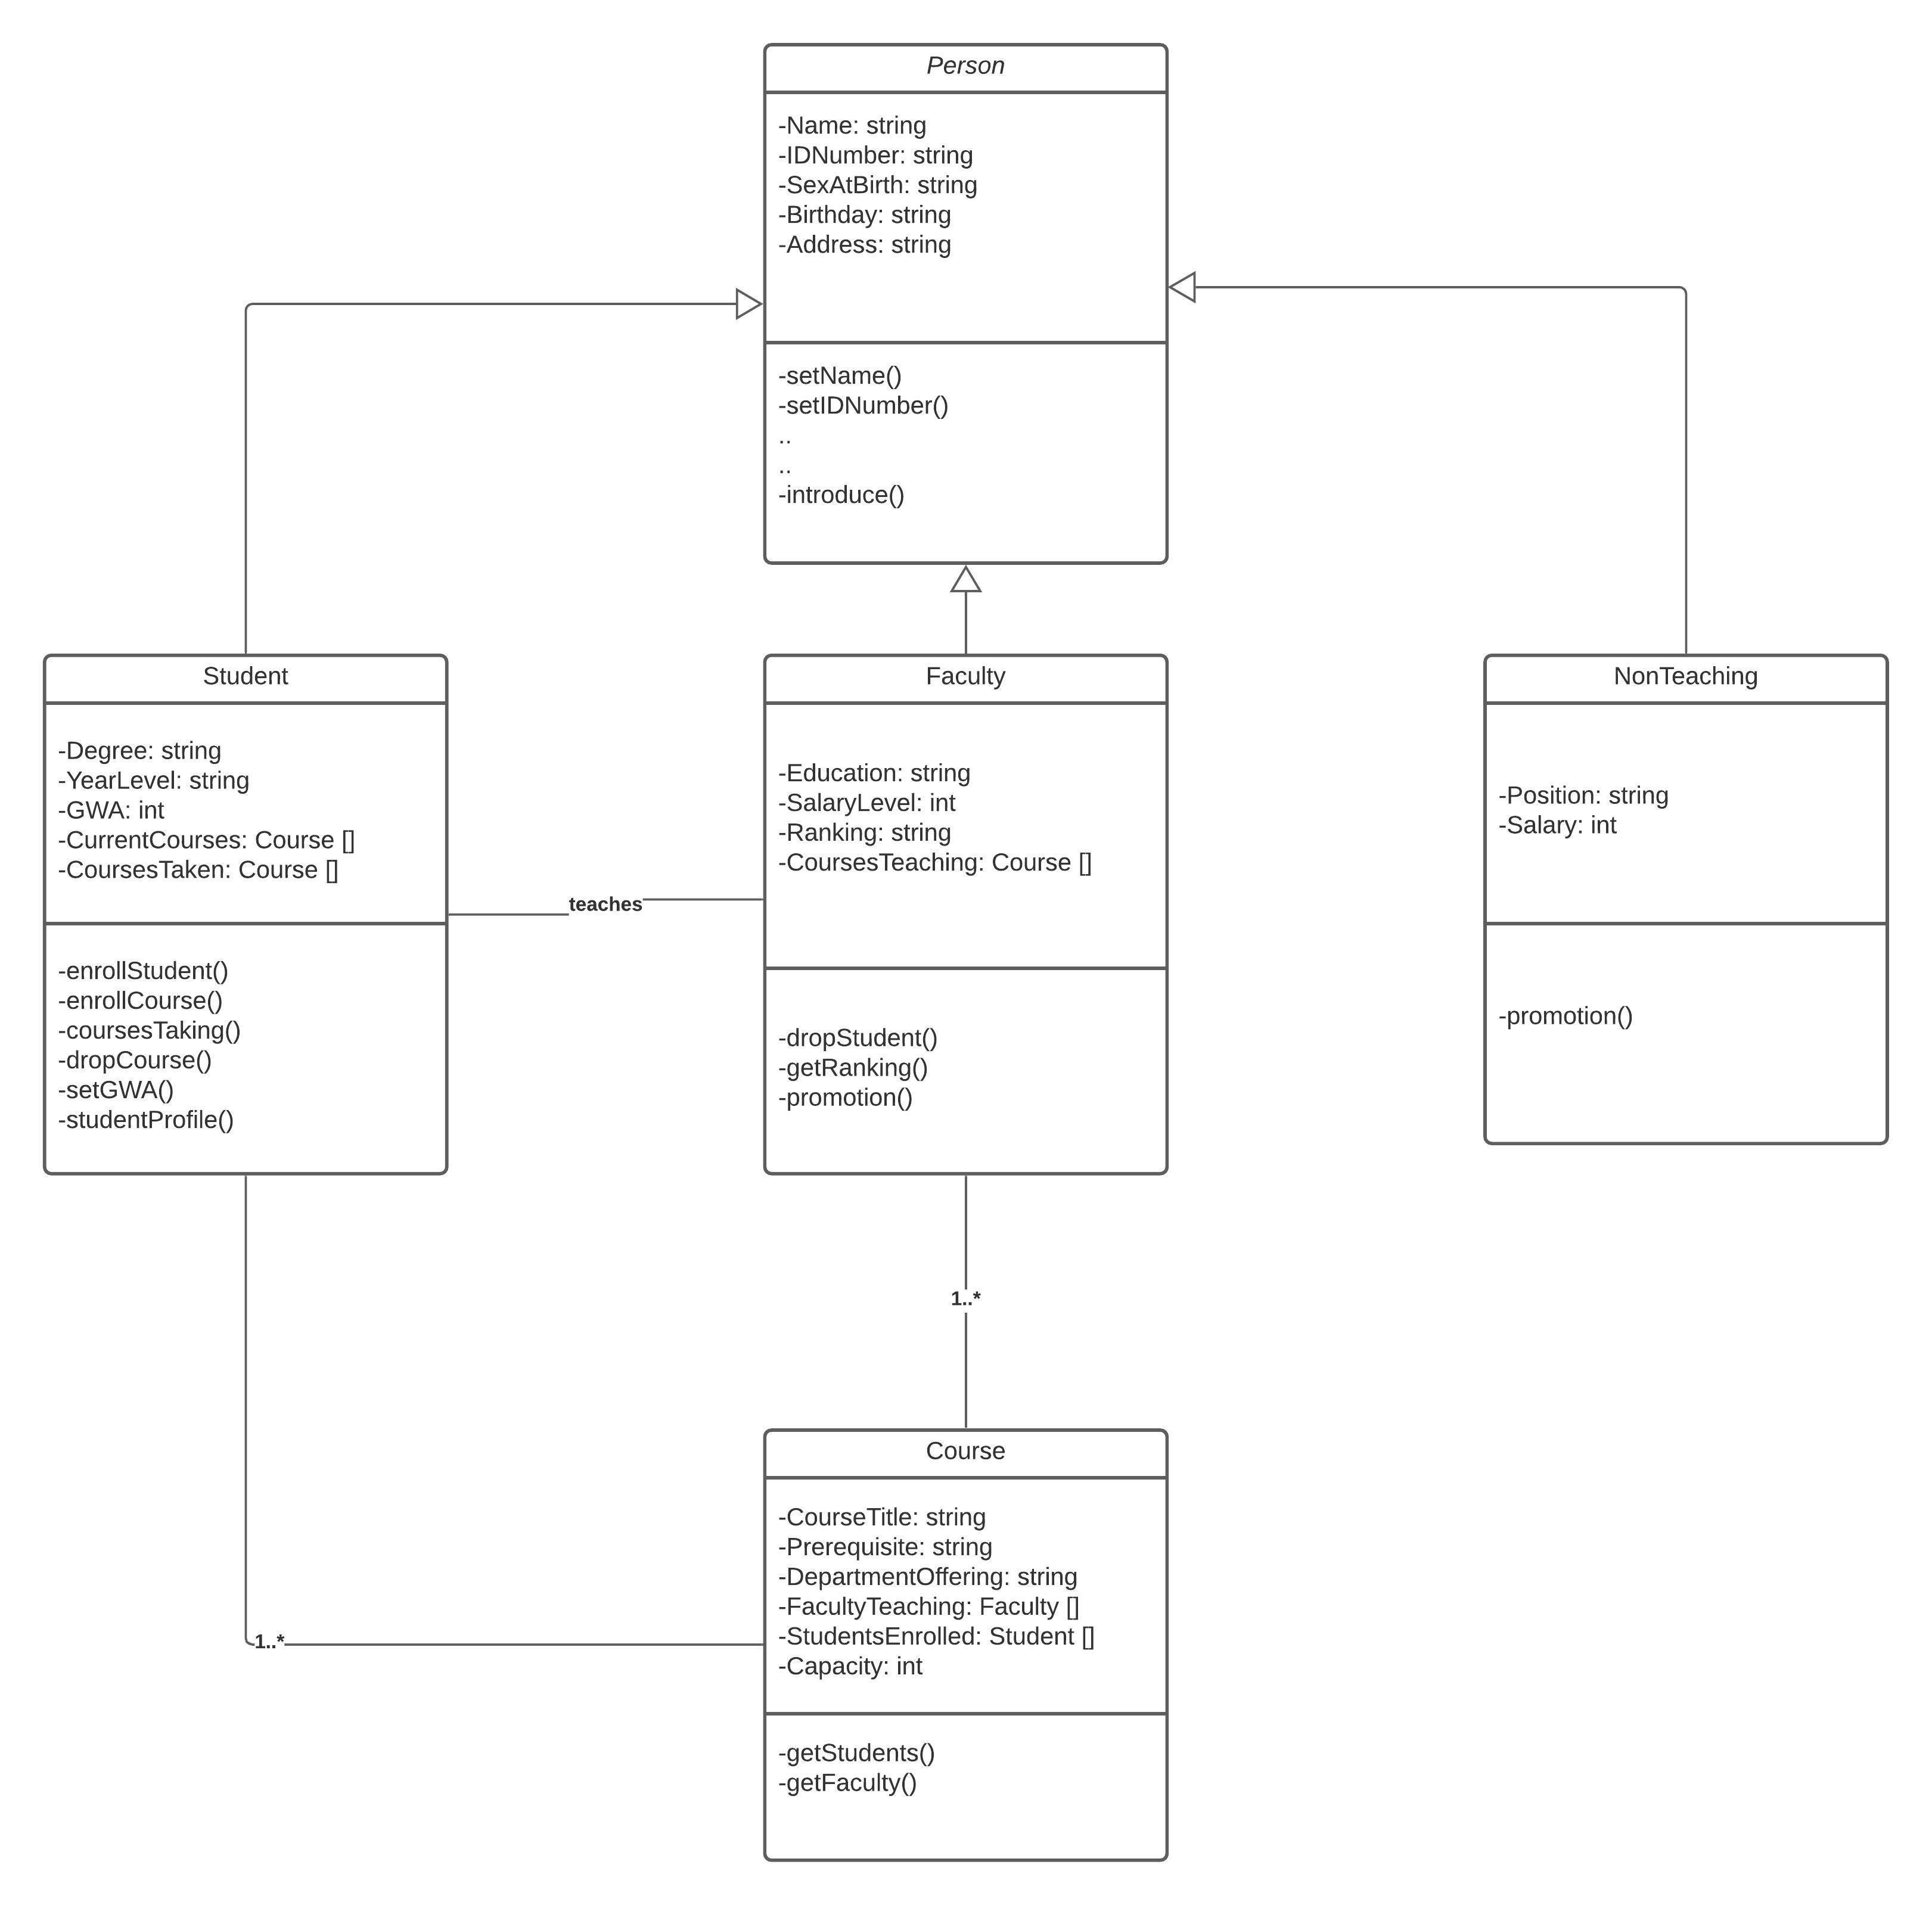 Person
-Name: string
-IDNumber: string
-SexAtBirth: string
-Birthday: string
-Address: string
-setName()
-setIDNumber()
..
..
-introduce()
Student
-Degree: string
-YearLevel: string
-GWA: int
-CurrentCourses: Course []
-CoursesTaken: Course []
-enrollStudent()
-enrollCourse()
-coursesTaking()
-dropCourse()
-setGWA()
-studentProfile()
teaches
Faculty
-Education: string
-SalaryLevel: int
-Ranking: string
-CoursesTeaching: Course []
-dropStudent()
-getRanking()
-promotion()
NonTeaching
-Position: string
-Salary: int
-promotion()
1..*
1..*
Course
-CourseTitle: string
-Prerequisite: string
-DepartmentOffering: string
-FacultyTeaching: Faculty []
-StudentsEnrolled: Student []
-Capacity: int
-getStudents()
-getFaculty()